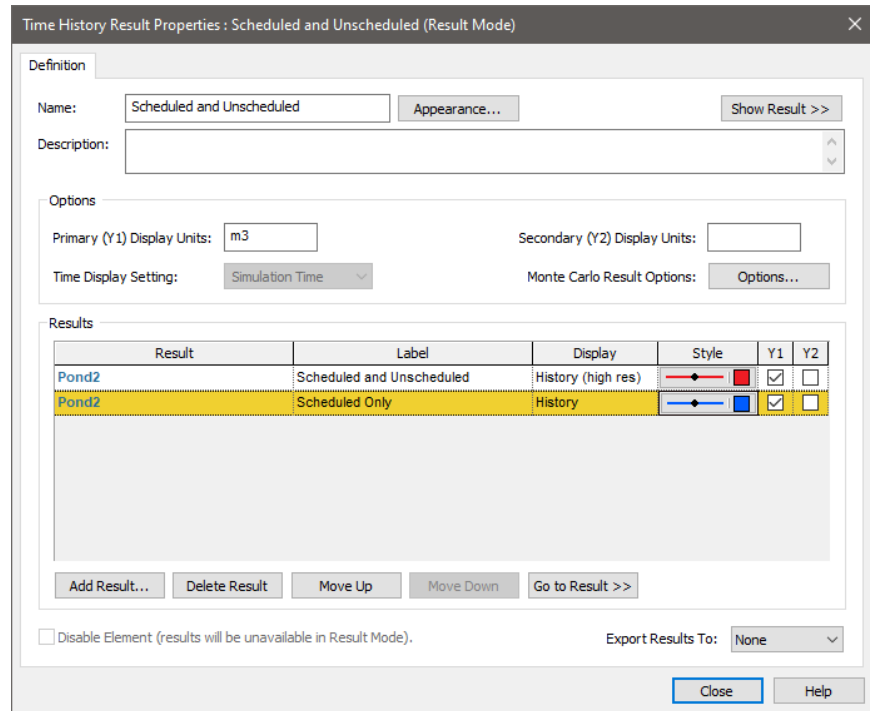 Time History Result Properties : Scheduled and Unscheduled (Result Mode)
Definition
Name: Scheduled and Unscheduled Appearance... Show Result >>
Description:
Options
Primary (Y1) Display Units: m3 Secondary (Y2) Display Units:
Time Display Setting: Simulation Time Monte Carlo Result Options: Options...
Results
Result Label Display Style Y1 Y2
Pond2 Scheduled and Unscheduled History (high res)
Pond2 Scheduled Only History
Add Result... Delete Result Move Up Move Down Go to Result >>
Disable Element (results will be unavailable in Result Mode). Export Results To: None
Close Help